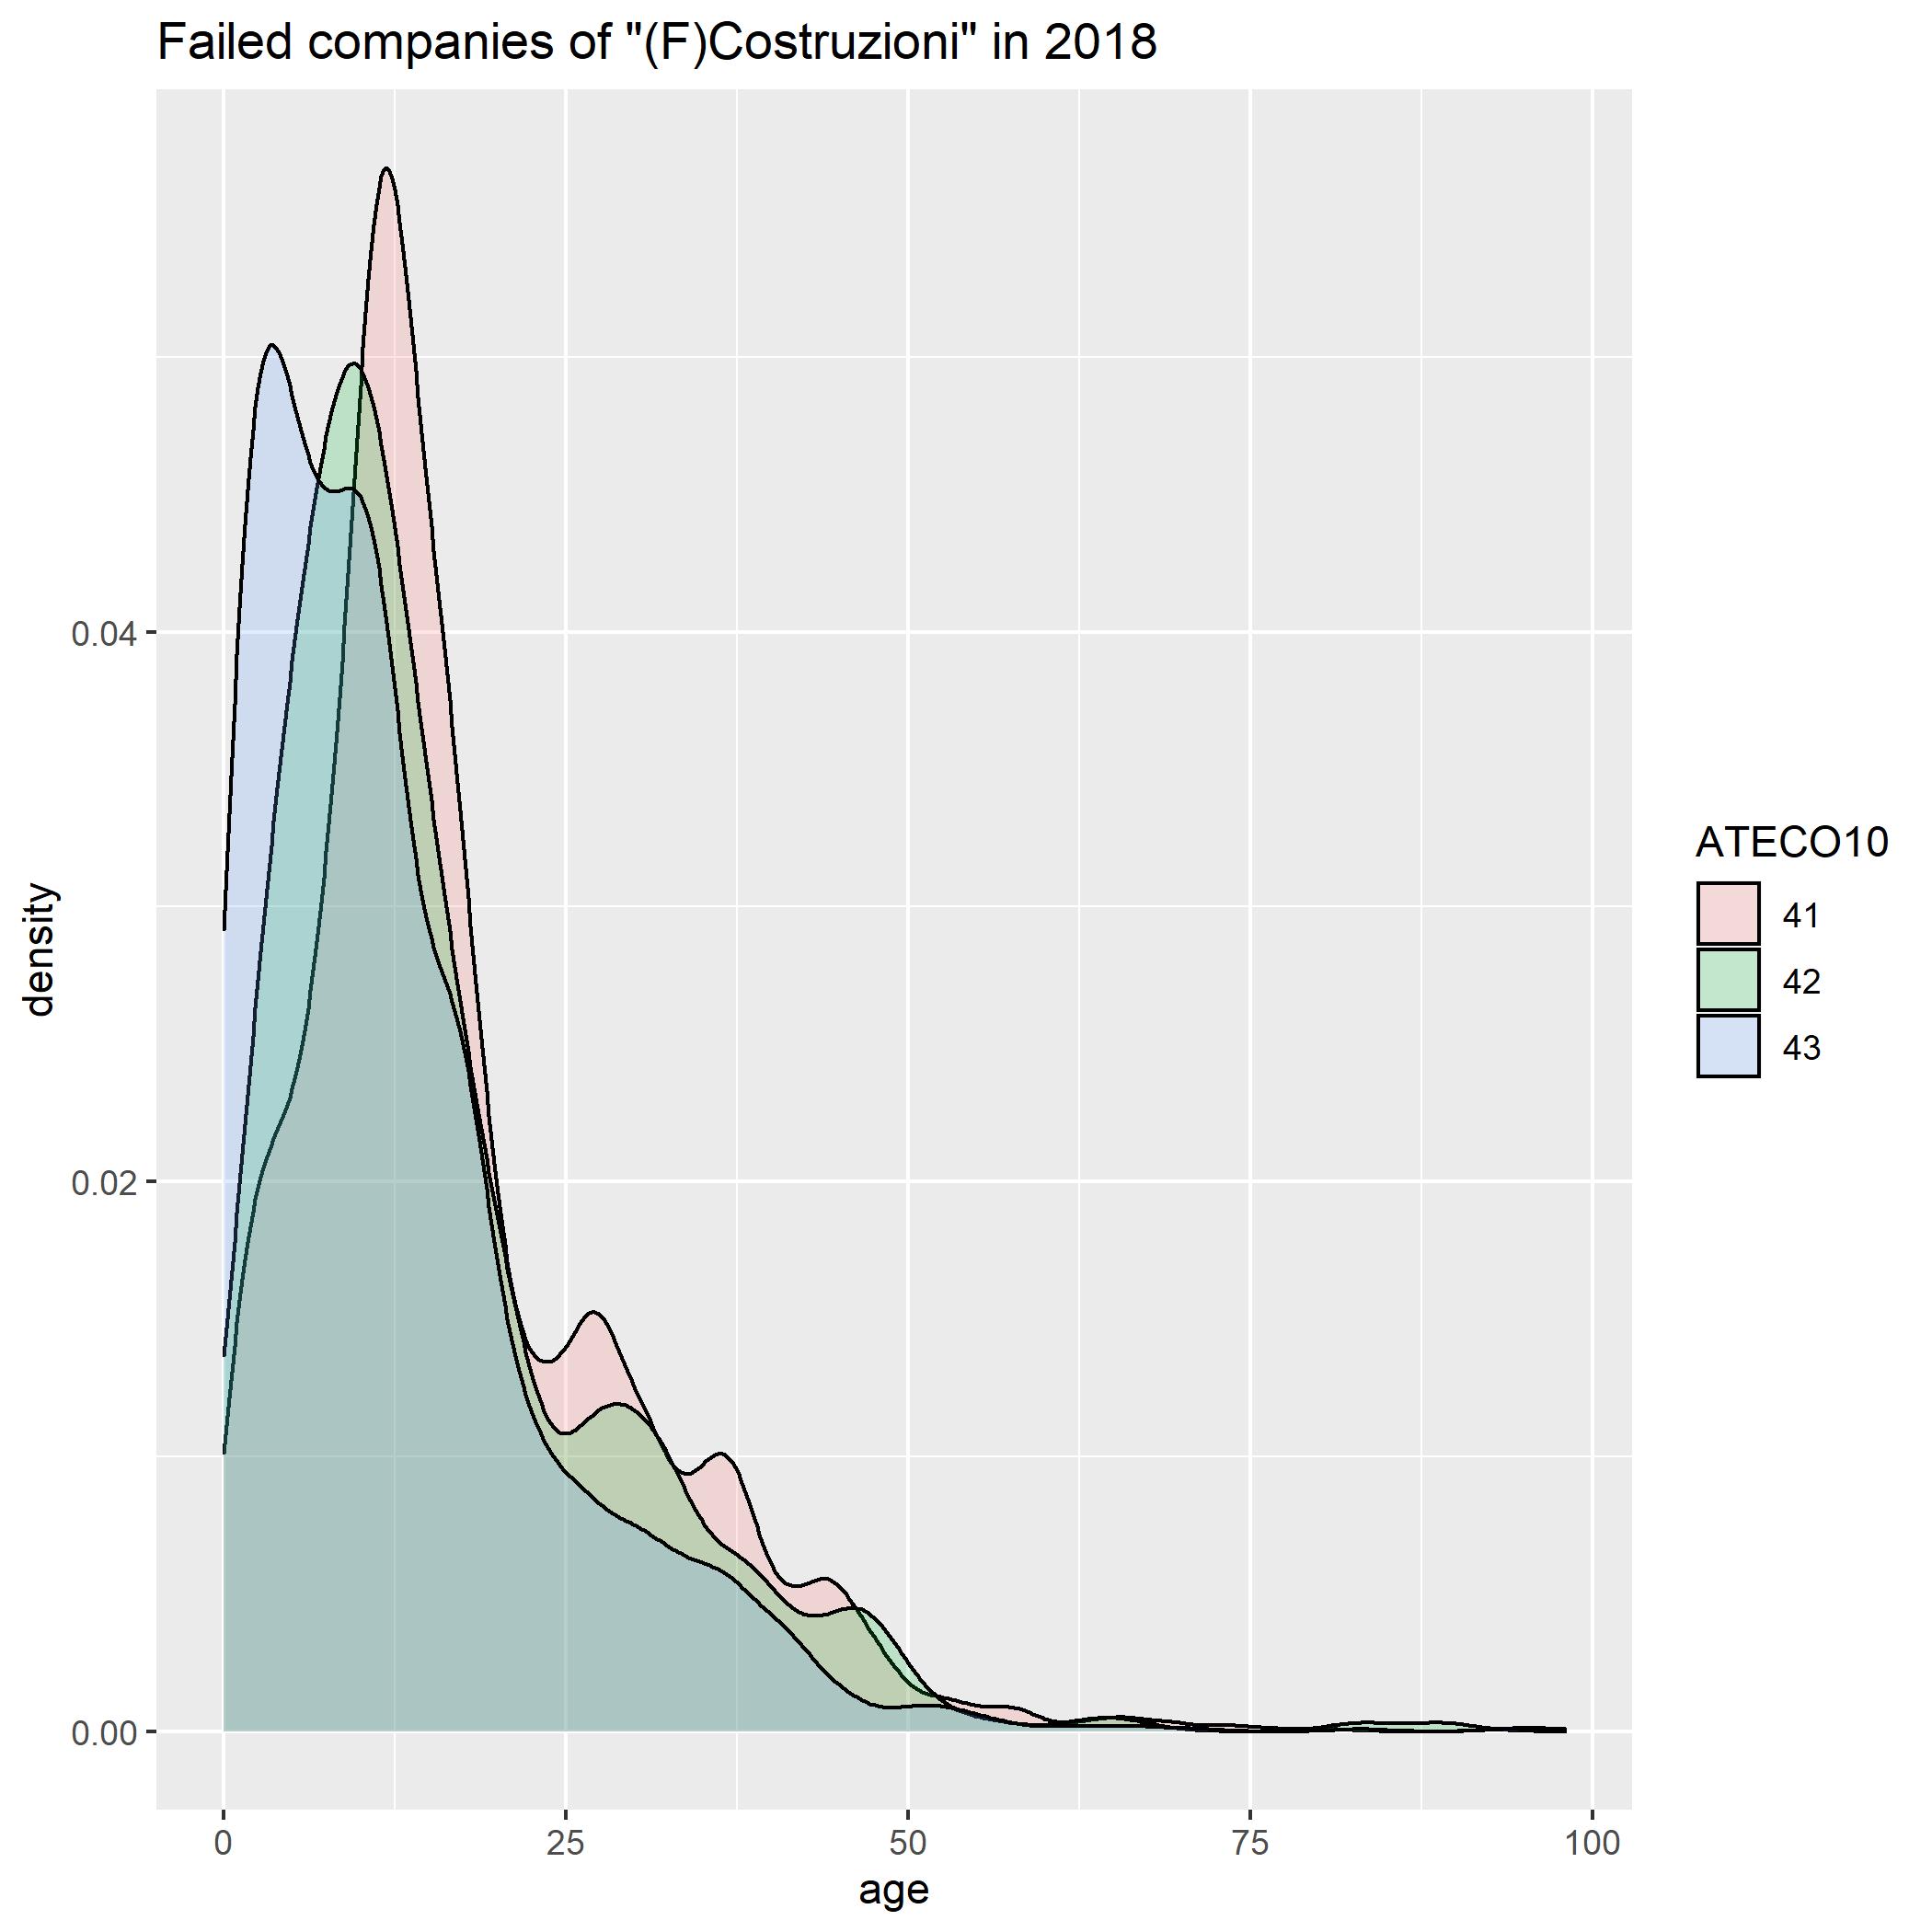 Failed companies of "(F)Costruzioni" in 2018
density
0.04
0.02
0.00
0 25 50 75 100
age
ATECO10
41
42
43